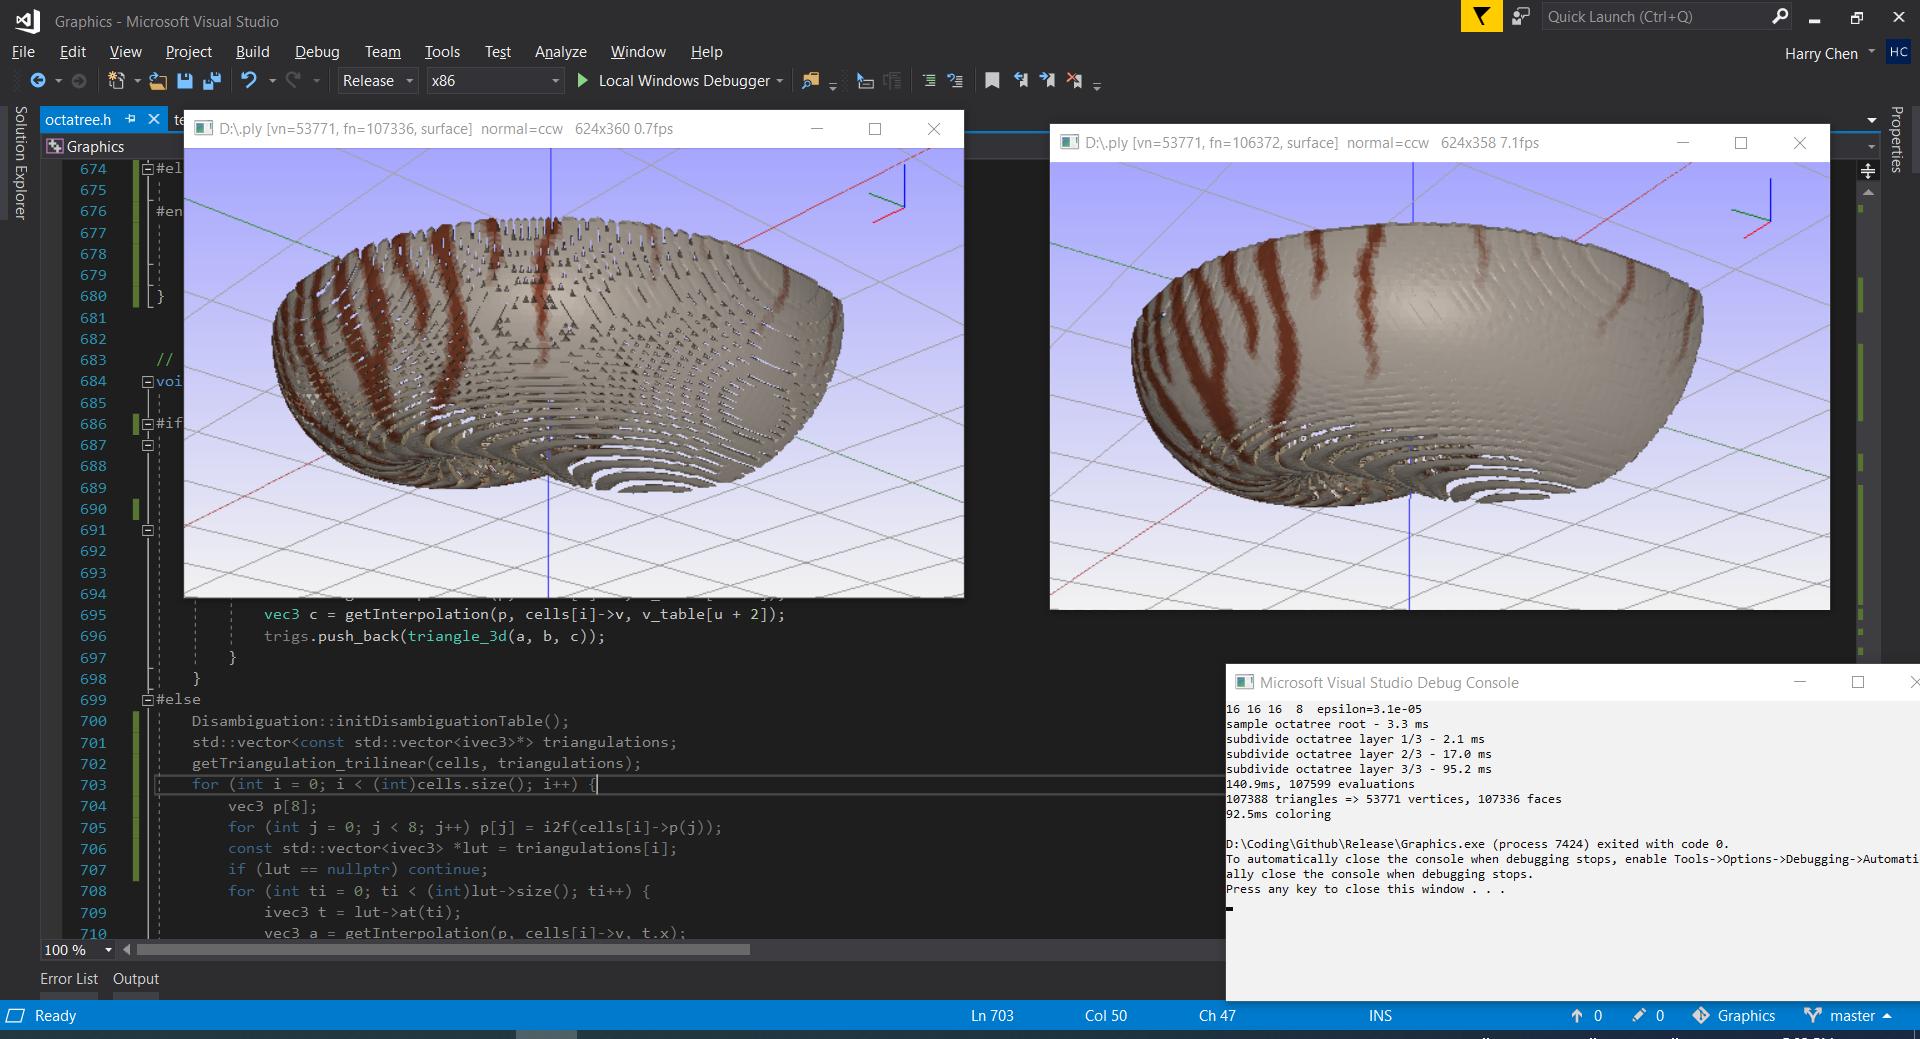 Graphics - Microsoft Visual Studio
Quick Launch (Ctrl+Q)
File Edit View Project Build Debug Team Tools Test Analyze Window Help
Harry Chen HC
Release x86 Local Windows Debugger
Solution Explorer
Properties
octatree.h te
Graphics
D:\.ply [vn=53771, fn=107336, surface] normal=ccw 624x360 0.7fps
D:\.ply [vn=53771, fn=106372, surface] normal=ccw 624x358 7.1fps
674 #el
675
676 #en
677
678
679
680 }
681
682
683 //
684 voi
685
686 #if
687
688
689
690
691
692
693
694
695 vec3 c = getInterpolation(p, cells[i]->v, v_table[u + 2]);
696 trigs.push_back(triangle_3d(a, b, c));
697 }
698 }
699 #else
700 Disambiguation::initDisambiguationTable();
701 std::vector<const std::vector<ivec3>*> triangulations;
702 getTriangulation_trilinear(cells, triangulations);
703 for (int i = 0; i < (int)cells.size(); i++) {
704 vec3 p[8];
705 for (int j = 0; j < 8; j++) p[j] = i2f(cells[i]->p(j));
706 const std::vector<ivec3> *lut = triangulations[i];
707 if (lut == nullptr) continue;
708 for (int ti = 0; ti < (int)lut->size(); ti++) {
709 ivec3 t = lut->at(ti);
710 vec3 a = getInterpolation(p, cells[i]->v, t.x);
Microsoft Visual Studio Debug Console
16 16 16 8 epsilon=3.1e-05
sample octatree root - 3.3 ms
subdivide octatree layer 1/3 - 2.1 ms
subdivide octatree layer 2/3 - 17.0 ms
subdivide octatree layer 3/3 - 95.2 ms
140.9ms, 107599 evaluations
107388 triangles => 53771 vertices, 107336 faces
92.5ms coloring
D:\Coding\Github\Release\Graphics.exe (process 7424) exited with code 0.
To automatically close the console when debugging stops, enable Tools->Options->Debugging->Automati
ally close the console when debugging stops.
Press any key to close this window . . .
100 %
Error List Output
Ready Ln 703 Col 50 Ch 47 INS 0 0 Graphics master